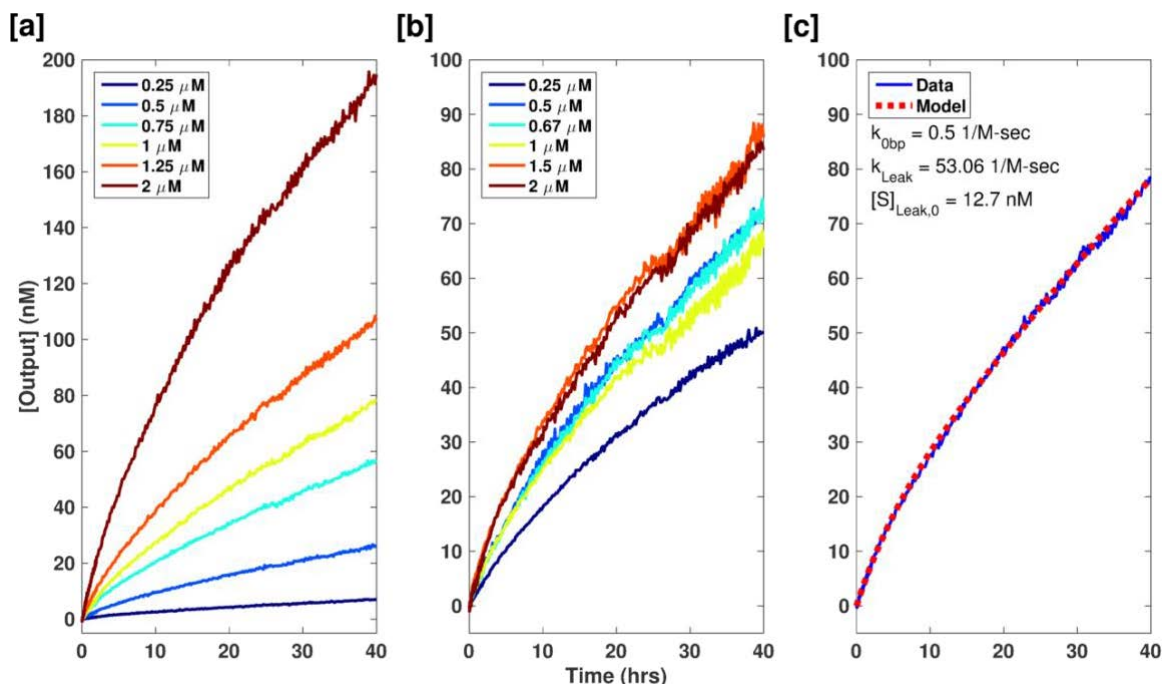 [a]
[b]
[c]
[Output] (nM)
200
180
160
140
120
100
80
60
40
20
0
0.25 μM
0.5 μM
0.75 μM
1 μM
1.25 μM
2 μM
0 10 20 30 40
100
90
80
70
60
50
40
30
20
10
0
0.25 μM
0.5 μM
0.67 μM
1 μM
1.5 μM
2 μM
0 10 20 30 40
Time (hrs)
100
90
80
70
60
50
40
30
20
10
0
Data
Model
k0bp = 0.5 1/M-sec
kLeak = 53.06 1/M-sec
[S]Leak,0 = 12.7 nM
0 10 20 30 40